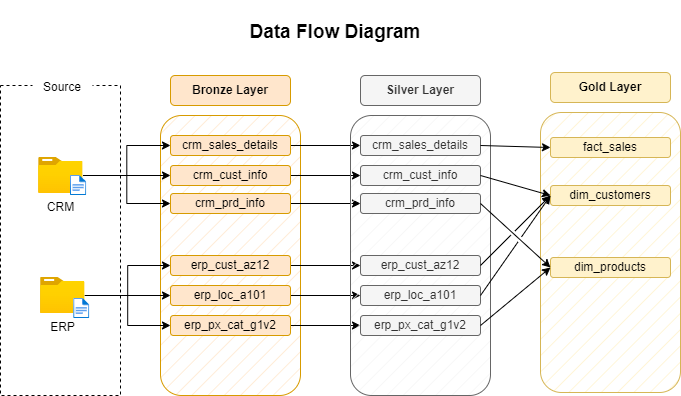 Data Flow Diagram
Source
Bronze Layer
Silver Layer
Gold Layer
crm_sales_details
crm_sales_details
fact_sales
crm_cust_info
crm_cust_info
dim_customers
CRM
crm_prd_info
crm_prd_info
erp_cust_az12
erp_cust_az12
dim_products
erp_loc_a101
erp_loc_a101
ERP
erp_px_cat_g1v2
erp_px_cat_g1v2